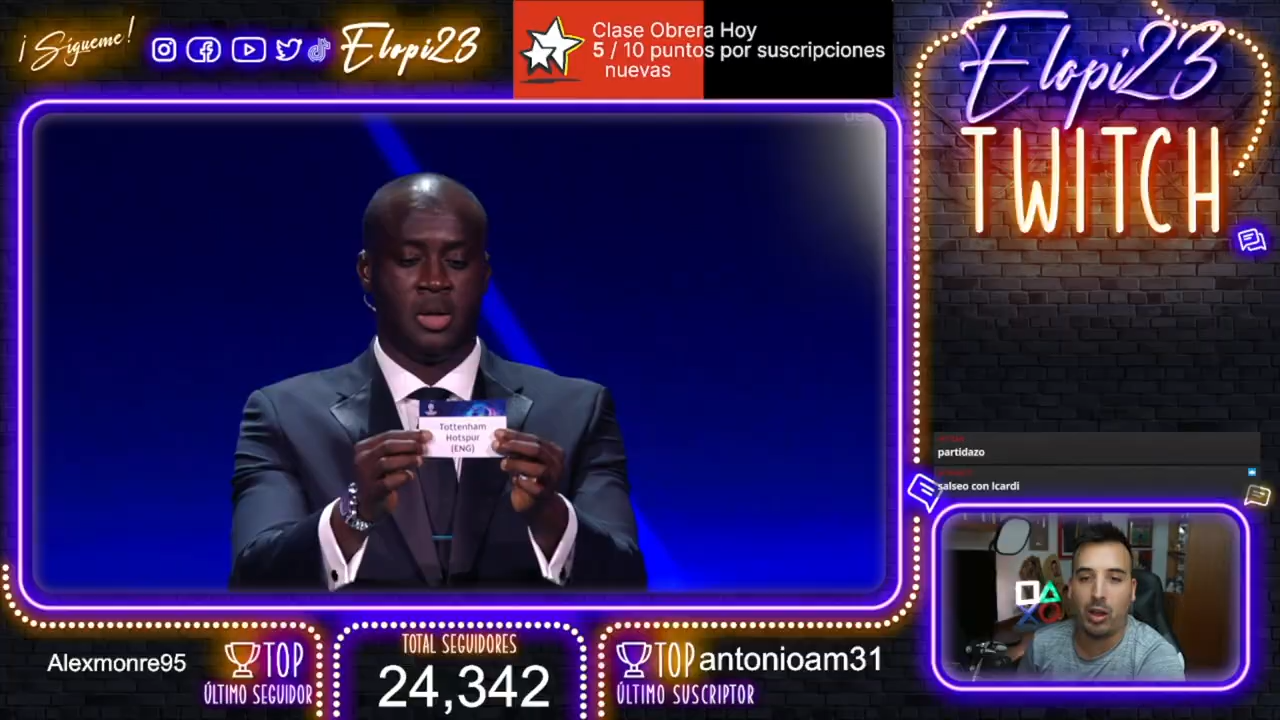 ¡Sígueme!
Elopi23
Clase Obrera Hoy
5 / 10 puntos por suscripciones
nuevas
Elopi23
TWITCH
Tottenham
Hotspur
(ENG)
partidazo
salseo con Icardi
Alexmonre95
TOP
ÚLTIMO SEGUIDOR
TOTAL SEGUIDORES
24,342
TOP
antonioam31
ÚLTIMO SUSCRIPTOR